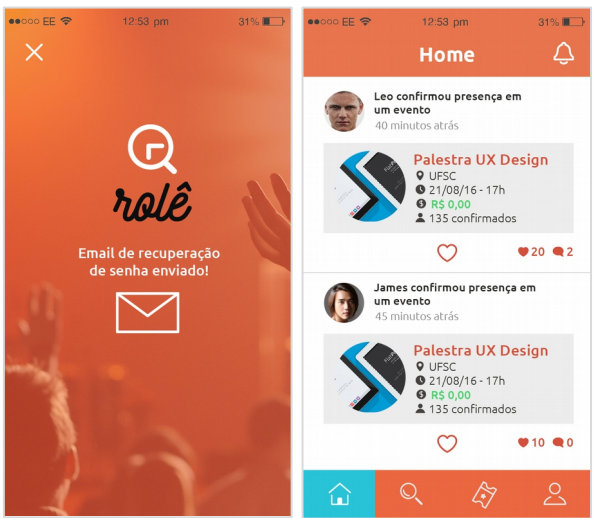 EE 12:53 pm 31%
rolê
Email de recuperação
de senha enviado!
EE 12:53 pm 31%
Home
Leo confirmou presença em
um evento
40 minutos atrás
Palestra UX Design
UFSC
21/08/16 - 17h
R$ 0,00
135 confirmados
20 2
James confirmou presença em
um evento
45 minutos atrás
Palestra UX Design
UFSC
21/08/16 - 17h
R$ 0,00
135 confirmados
10 0